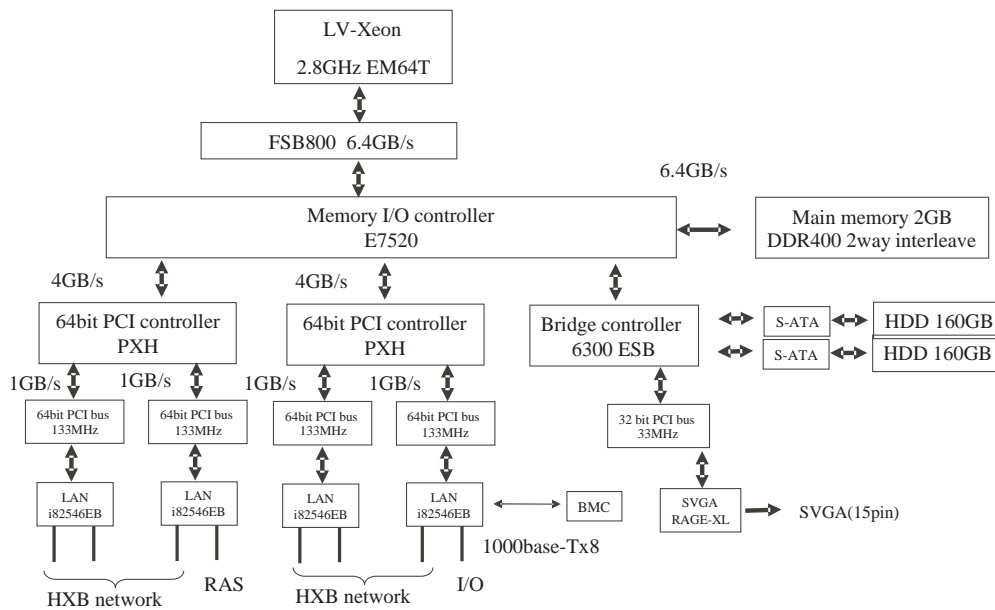 LV-Xeon
2.8GHz EM64T
FSB800 6.4GB/s
6.4GB/s
Memory I/O controller
E7520
Main memory 2GB
DDR400 2way interleave
4GB/s
4GB/s
64bit PCI controller
PXH
64bit PCI controller
PXH
Bridge controller
6300 ESB
S-ATA
HDD 160GB
S-ATA
HDD 160GB
1GB/s
1GB/s
1GB/s
1GB/s
64bit PCI bus
133MHz
64bit PCI bus
133MHz
64bit PCI bus
133MHz
64bit PCI bus
133MHz
32 bit PCI bus
33MHz
LAN
i82546EB
LAN
i82546EB
LAN
i82546EB
LAN
i82546EB
BMC
SVGA
RAGE-XL
SVGA(15pin)
1000base-Tx8
HXB network
RAS
HXB network
I/O